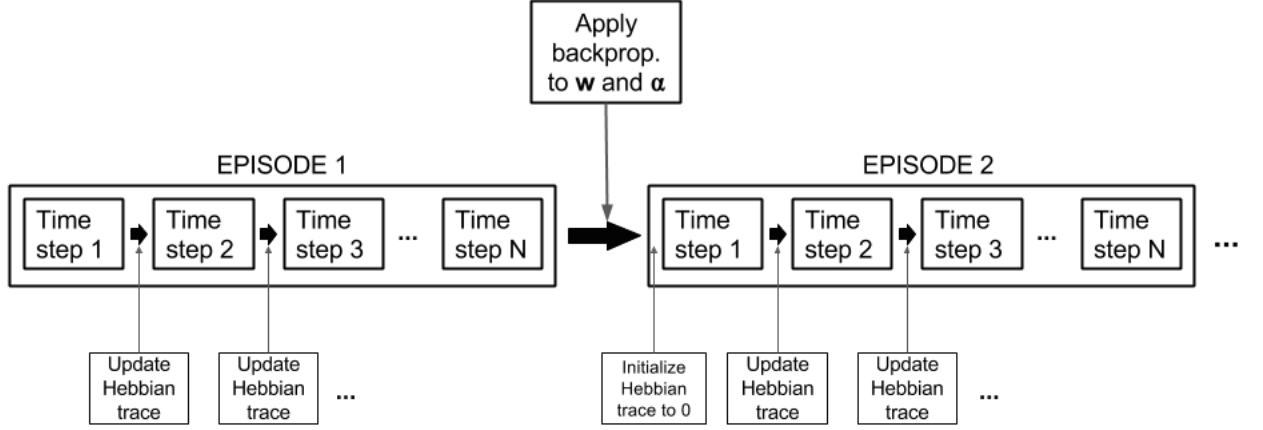 Apply
backprop.
to w and α
EPISODE 1
Time
step 1
Time
step 2
Time
step 3
...
Time
step N
Update
Hebbian
trace
Update
Hebbian
trace
...
EPISODE 2
Time
step 1
Time
step 2
Time
step 3
...
Time
step N
...
Initialize
Hebbian
trace to 0
Update
Hebbian
trace
Update
Hebbian
trace
...